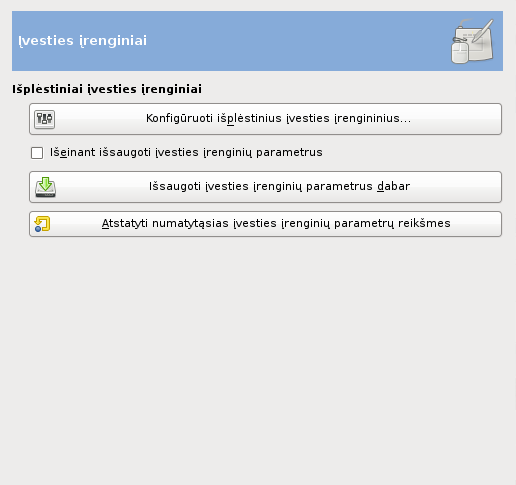 Įvesties įrenginiai
Išplėstiniai įvesties įrenginiai
Konfigūruoti išplėstinius įvesties įrengininius...
Išeinant išsaugoti įvesties įrenginių parametrus
Išsaugoti įvesties įrenginių parametrus dabar
Atstatyti numatytąsias įvesties įrenginių parametrų reikšmes